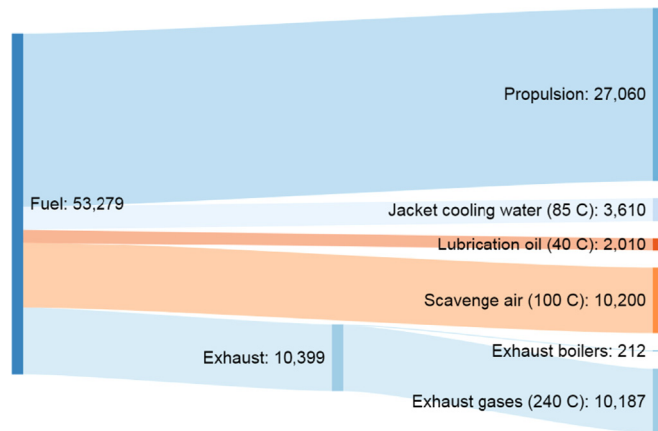 Propulsion: 27,060
Fuel: 53,279
Jacket cooling water (85 C): 3,610
Lubrication oil (40 C): 2,010
Scavenge air (100 C): 10,200
Exhaust: 10,399
Exhaust boilers: 212
Exhaust gases (240 C): 10,187